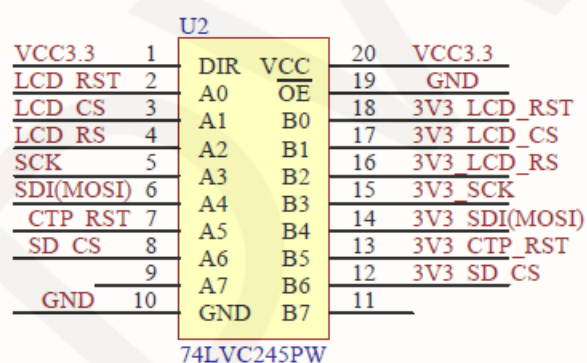 U2
VCC3.3 1 DIR VCC 20 VCC3.3
LCD_RST 2 A0 OE 19 GND
LCD_CS 3 A1 B0 18 3V3_LCD_RST
LCD_RS 4 A2 B1 17 3V3_LCD_CS
SCK 5 A3 B2 16 3V3_LCD_RS
SDI(MOSI) 6 A4 B3 15 3V3_SCK
CTP_RST 7 A5 B4 14 3V3_SDI(MOSI)
SD_CS 8 A6 B5 13 3V3_CTP_RST
9 A7 B6 12 3V3_SD_CS
GND 10 GND B7 11
74LVC245PW